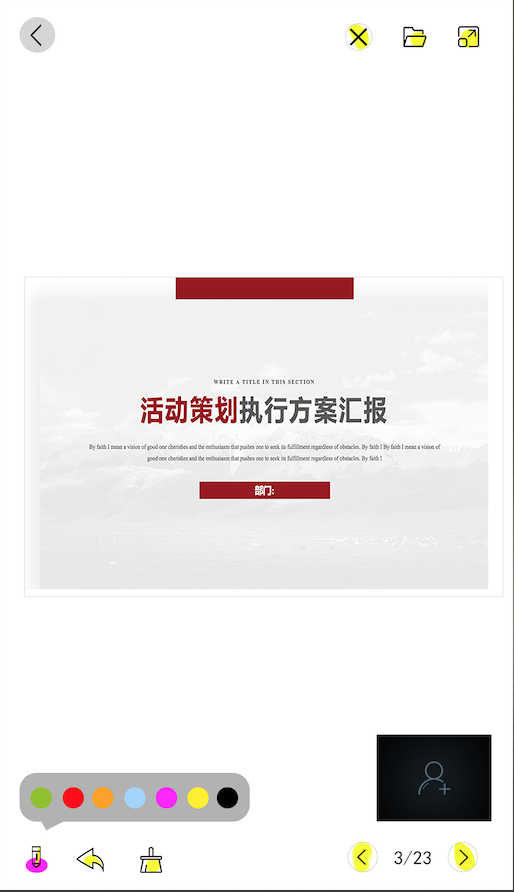 WRITE A TITLE IN THIS SECTION
活动策划执行方案汇报
By faith I mean a vision of good one cherishes and the enthusiasm that pushes one to seek its fulfillment regardless of obstacles. By faith I By faith I mean a vision of
good one cherishes and the enthusiasm that pushes one to seek its fulfillment regardless of obstacles. By faith I
部门:
3/23